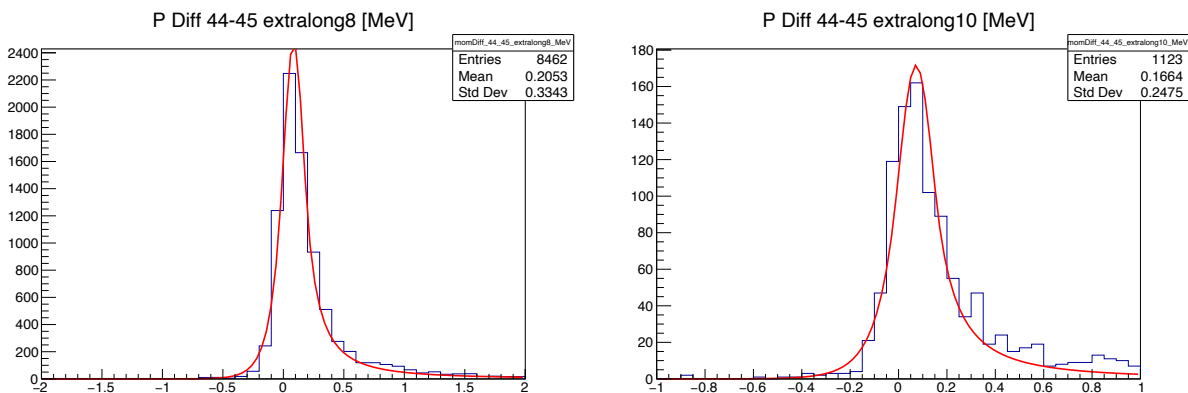 P Diff 44-45 extralong8 [MeV]
momDiff_44_45_extralong8_MeV
Entries 8462
Mean 0.2053
Std Dev 0.3343
2400
2200
2000
1800
1600
1400
1200
1000
800
600
400
200
0
−2 −1.5 −1 −0.5 0 0.5 1 1.5 2
P Diff 44-45 extralong10 [MeV]
momDiff_44_45_extralong10_MeV
Entries 1123
Mean 0.1664
Std Dev 0.2475
180
160
140
120
100
80
60
40
20
0
−1 −0.8 −0.6 −0.4 −0.2 0 0.2 0.4 0.6 0.8 1